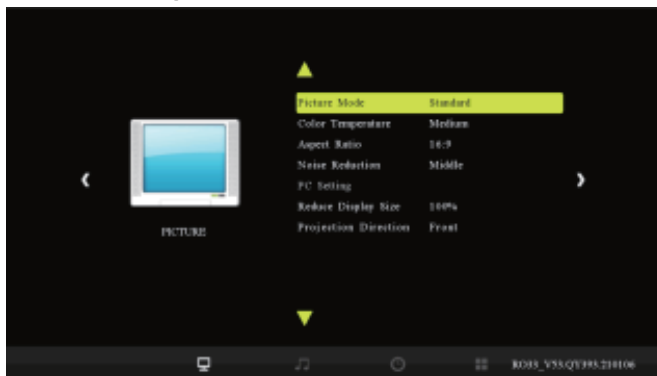 Picture Mode Standard
Color Temperature Medium
Aspect Ratio 16:9
Noise Reduction Middle
PC Setting
Reduce Display Size 100%
Projection Direction Front
PICTURE